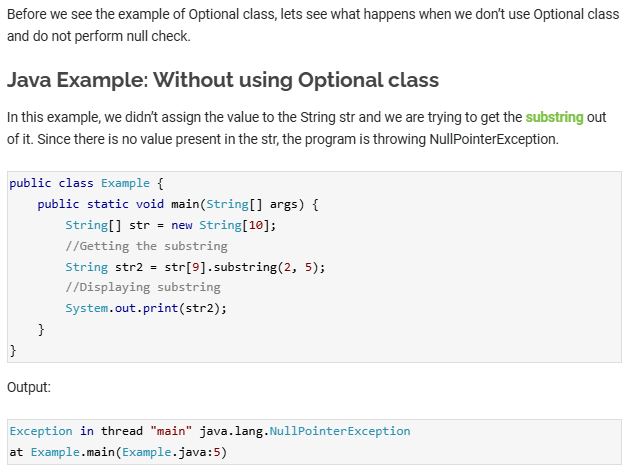 Before we see the example of Optional class, lets see what happens when we don’t use Optional class
and do not perform null check.
Java Example: Without using Optional class
In this example, we didn’t assign the value to the String str and we are trying to get the substring out
of it. Since there is no value present in the str, the program is throwing NullPointerException.
public class Example {
    public static void main(String[] args) {
        String[] str = new String[10];
        //Getting the substring
        String str2 = str[9].substring(2, 5);
        //Displaying substring
        System.out.print(str2);
    }
}
Output:
Exception in thread "main" java.lang.NullPointerException
at Example.main(Example.java:5)